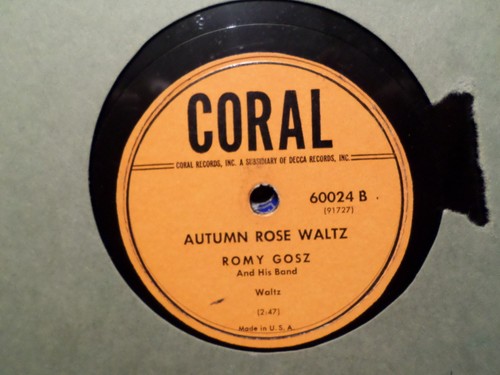 CORAL
CORAL RECORDS, INC. A SUBSIDIARY OF DECCA RECORDS, INC.
60024 B
(91727)
AUTUMN ROSE WALTZ
ROMY GOSZ
And His Band
Waltz
(2:47)
Made in U.S.A.